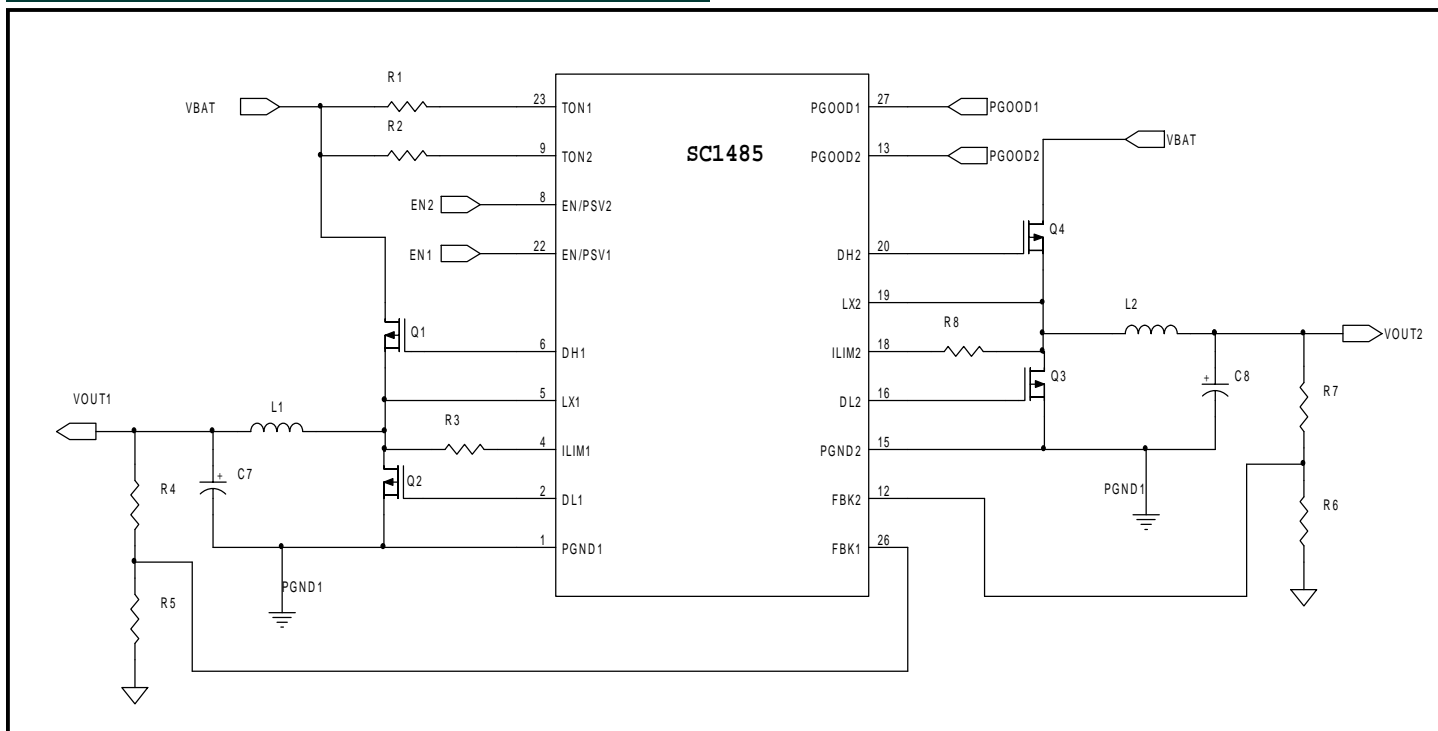 R1
VBAT
23 TON1
R2
9 TON2
EN2
8 EN/PSV2
EN1
22 EN/PSV1
Q1
6 DH1
VOUT1
L1
5 LX1
R3
4 ILIM1
C7
+
Q2
R4
2 DL1
1 PGND1
PGND1
R5
SC1485
PGOOD1 27
PGOOD1
PGOOD2 13
PGOOD2
VBAT
Q4
DH2 20
LX2 19
L2
R8
VOUT2
ILIM2 18
Q3
+
C8
DL2 16
R7
PGND2 15
PGND1
FBK2 12
R6
FBK1 26